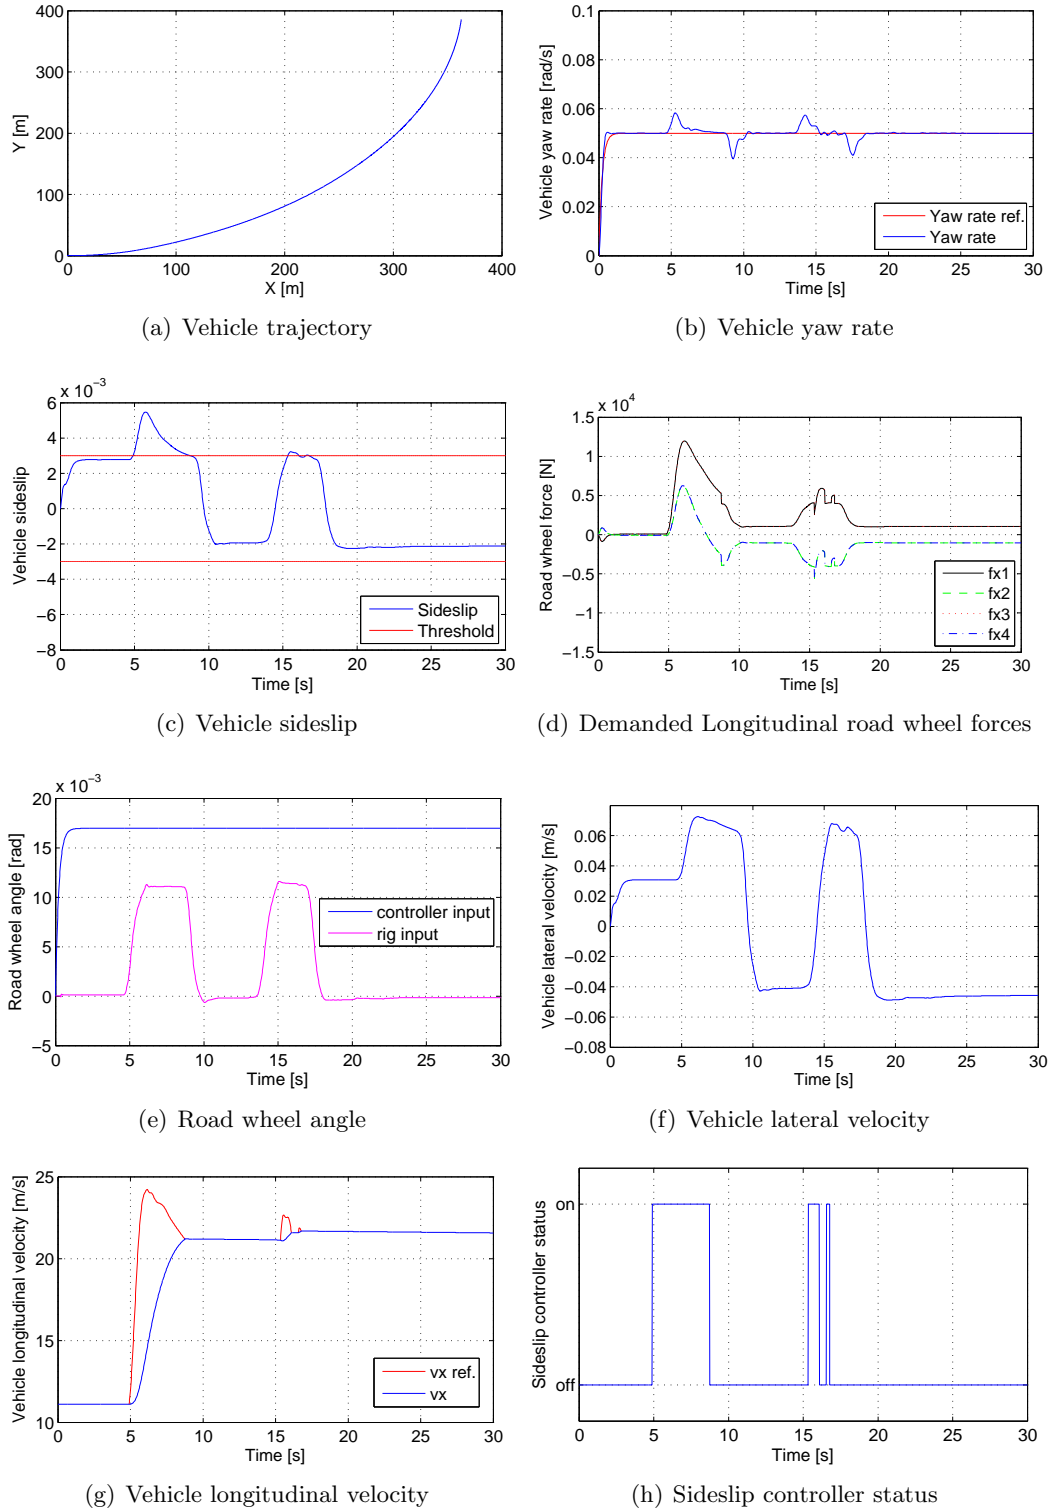 400
300
200
100
0
Y [m]
0
100
200
300
400
X [m]
(a) Vehicle trajectory
0.1
0.08
0.06
0.04
0.02
0
Vehicle yaw rate [rad/s]
Yaw rate ref.
Yaw rate
0
5
10
15
20
25
30
Time [s]
(b) Vehicle yaw rate
x 10⁻³
6
4
2
0
−2
−4
−6
−8
Vehicle sideslip
Sideslip
Threshold
0
5
10
15
20
25
30
Time [s]
(c) Vehicle sideslip
x 10⁴
1.5
1
0.5
0
−0.5
−1
−1.5
Road wheel force [N]
fx1
fx2
fx3
fx4
0
5
10
15
20
25
30
Time [s]
(d) Demanded Longitudinal road wheel forces
x 10⁻³
20
15
10
5
0
−5
Road wheel angle [rad]
controller input
rig input
0
5
10
15
20
25
30
Time [s]
(e) Road wheel angle
0.06
0.04
0.02
0
−0.02
−0.04
−0.06
−0.08
Vehicle lateral velocity [m/s]
0
5
10
15
20
25
30
Time [s]
(f) Vehicle lateral velocity
25
20
15
10
Vehicle longitudinal velocity [m/s]
vx ref.
vx
0
5
10
15
20
25
30
Time [s]
(g) Vehicle longitudinal velocity
on
off
Sideslip controller status
0
5
10
15
20
25
30
Time [s]
(h) Sideslip controller status